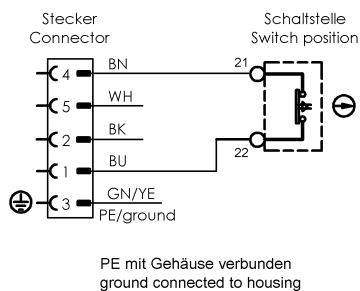 Stecker
Connector
Schaltstelle
Switch position
4 BN 21
5 WH
2 BK
1 BU 22
3 GN/YE
PE/ground
PE mit Gehäuse verbunden
ground connected to housing